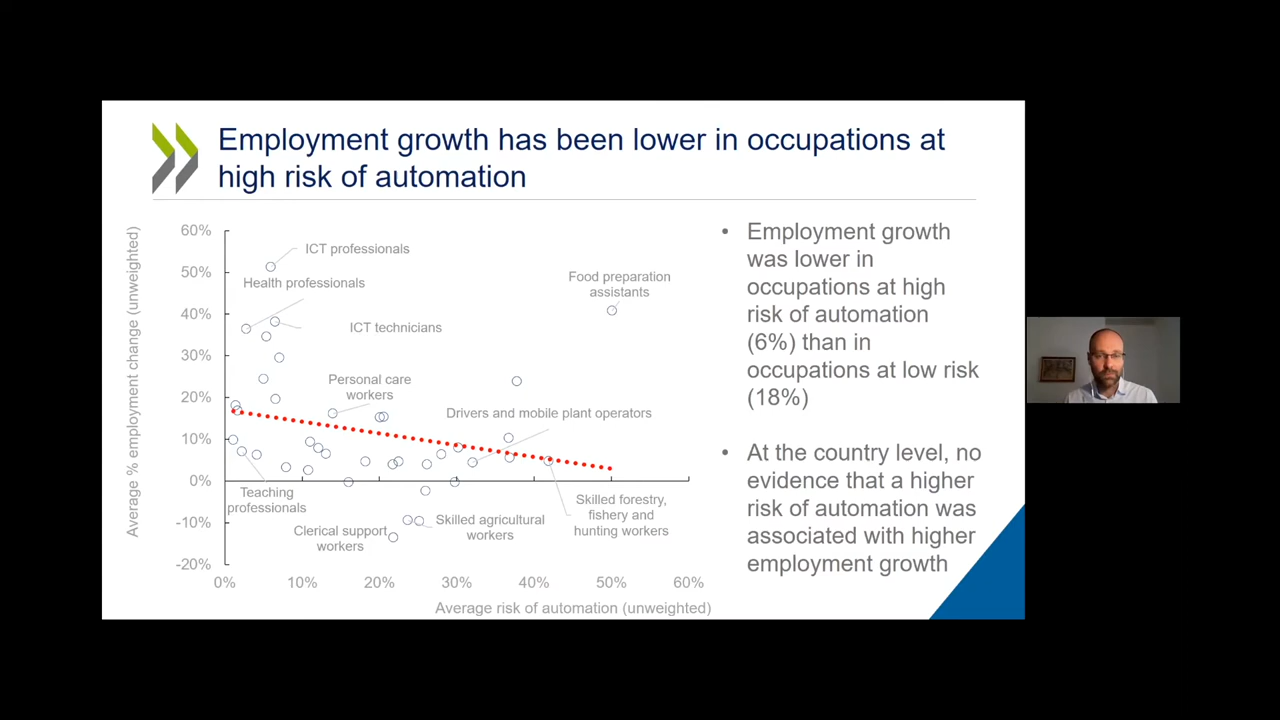 Employment growth has been lower in occupations at
high risk of automation
Average % employment change (unweighted)
60%
50%
40%
30%
20%
10%
0%
-10%
-20%
ICT professionals
Health professionals
ICT technicians
Food preparation
assistants
Personal care
workers
Drivers and mobile plant operators
Teaching
professionals
Clerical support
workers
Skilled agricultural
workers
Skilled forestry,
fishery and
hunting workers
0%
10%
20%
30%
40%
50%
60%
Average risk of automation (unweighted)
• Employment growth
was lower in
occupations at high
risk of automation
(6%) than in
occupations at low risk
(18%)
• At the country level, no
evidence that a higher
risk of automation was
associated with higher
employment growth